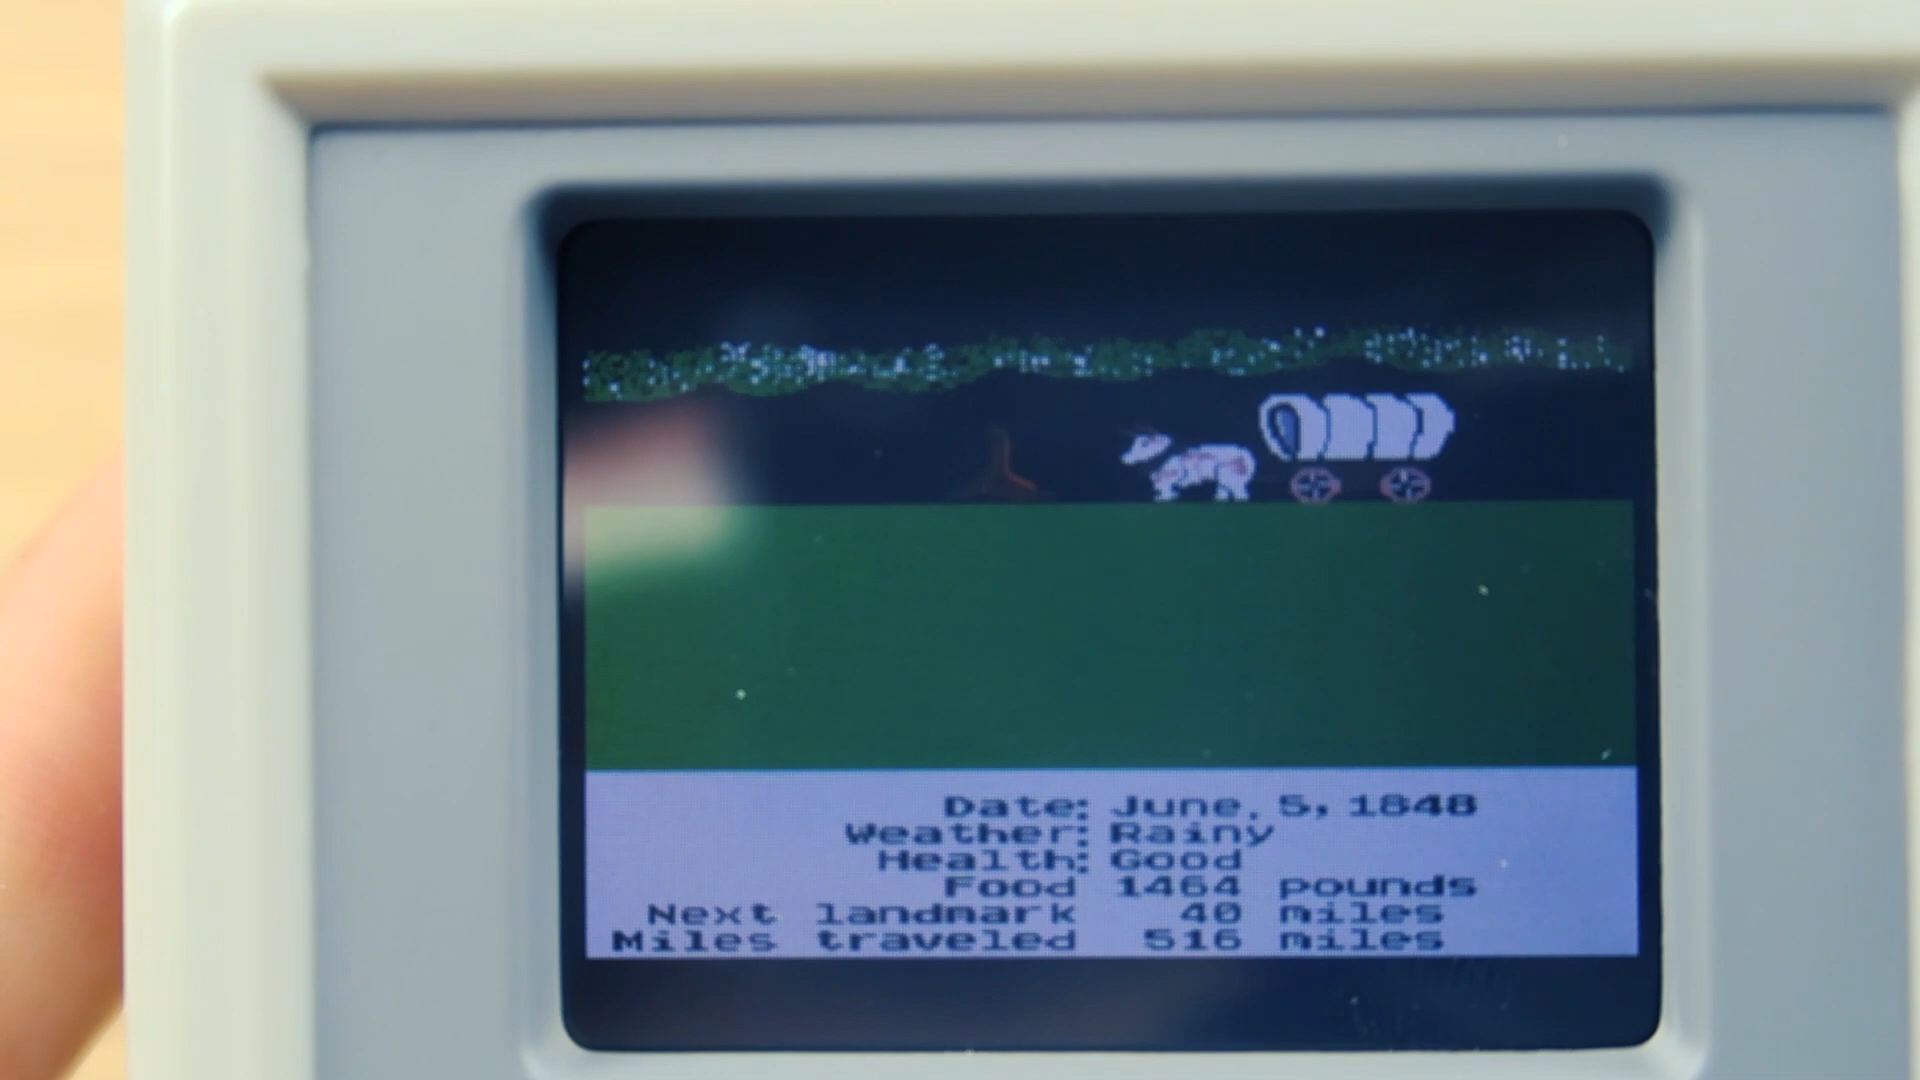 Date: June. 5, 1848
Weather: Rainy
Health: Good
Food 1464 pounds
Next landmark 40 miles
Miles traveled 516 miles